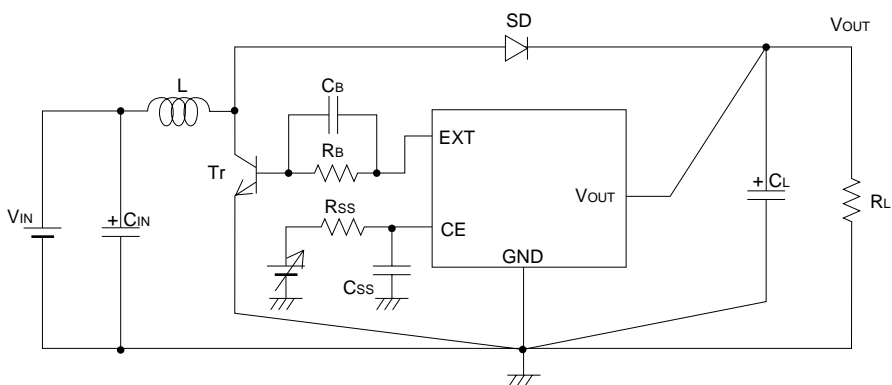 SD
VOUT
L
CB
EXT
RB
Tr
VOUT
+ CL
RL
RSS
VIN
+ CIN
CE
GND
CSS